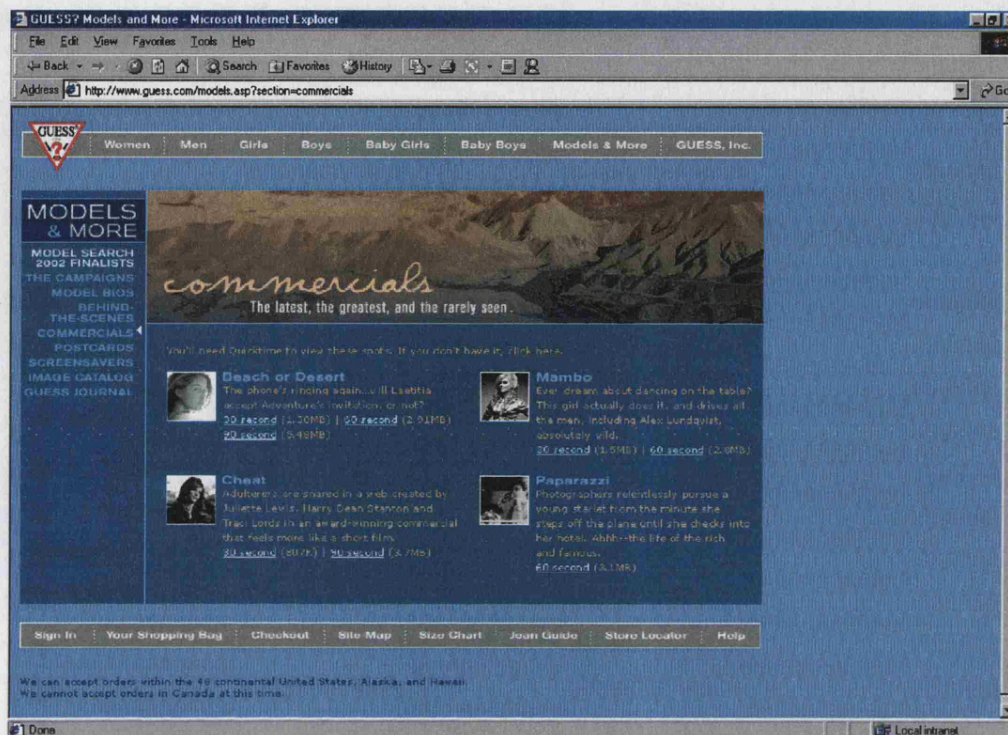 GUESS? Models and More - Microsoft Internet Explorer
File Edit View Favorites Tools Help
Back Search Favorites History
Address http://www.guess.com/models.asp?section=commercials Go
GUESS ?
Women Men Girls Boys Baby Girls Baby Boys Models & More GUESS, Inc.
MODELS
& MORE
MODEL SEARCH
2002 FINALISTS
THE CAMPAIGNS
MODEL BIOS
BEHIND-
THE-SCENES
COMMERCIALS
POSTCARDS
SCREENSAVERS
IMAGE CATALOG
GUESS JOURNAL
commercials
The latest, the greatest, and the rarely seen.
You'll need Quicktime to view these spots. If you don't have it, click here.
Beach or Desert
The phone's ringing again...will Laetitia
accept Adventure's invitation, or not?
30 second (1.30MB) | 60 second (2.91MB)
90 second (5.48MB)
Mambo
Ever dream about dancing on the table?
This girl actually does it, and drives all
the men, including Alex Lundqvist,
absolutely wild.
second (1.5MB) | 60 second
Cheat
Adulterers are snared in a web created by
Juliette Lewis, Harry Dean Stanton and
Traci Lords in an award-winning commercial
that feels more like a short film.
30 second (807K) | 90 second (3.7MB)
Paparazzi
Photographers relentlessly pursue a
young starlet from the minute she
steps off the plane until she checks into
her hotel. Ahhh--the life of the rich
and famous.
60 second (3.1MB)
Sign In Your Shopping Bag Checkout Site Map Size Chart Jean Guide Store Locator Help
We can accept orders within the 48 continental United States, Alaska, and Hawaii.
We cannot accept orders in Canada at this time.
Done Local intranet